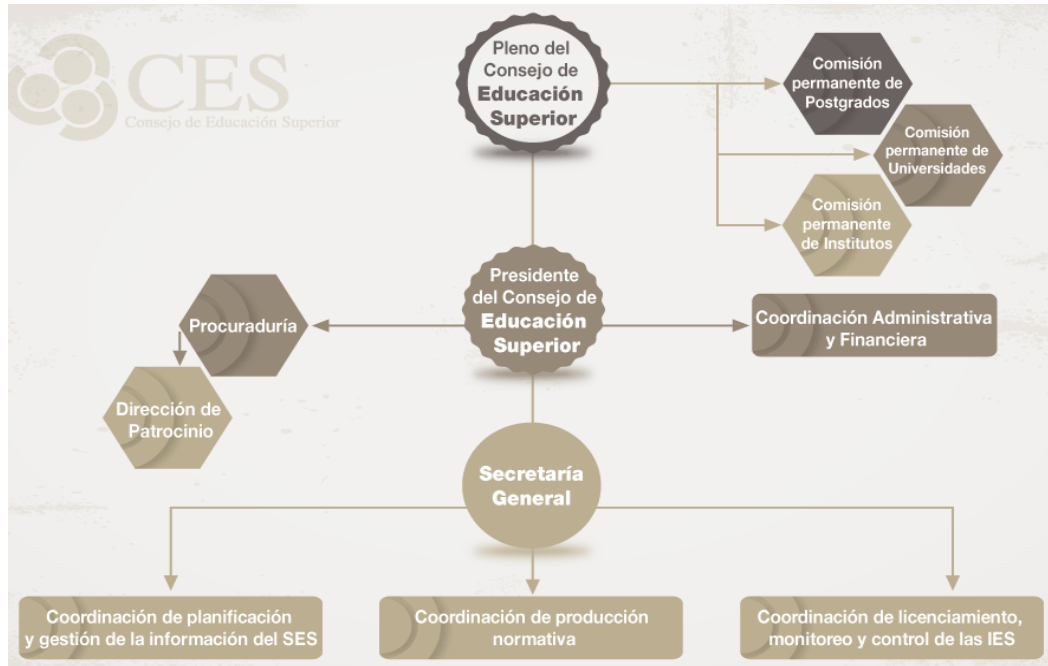 CES
Consejo de Educación Superior
Pleno del
Consejo de
Educación
Superior
Comisión
permanente de
Postgrados
Comisión
permanente de
Universidades
Comisión
permanente
de Institutos
Presidente
del Consejo de
Educación
Superior
Procuraduría
Coordinación Administrativa
y Financiera
Dirección de
Patrocinio
Secretaría
General
Coordinación de planificación
y gestión de la información del SES
Coordinación de producción
normativa
Coordinación de licenciamiento,
monitoreo y control de las IES